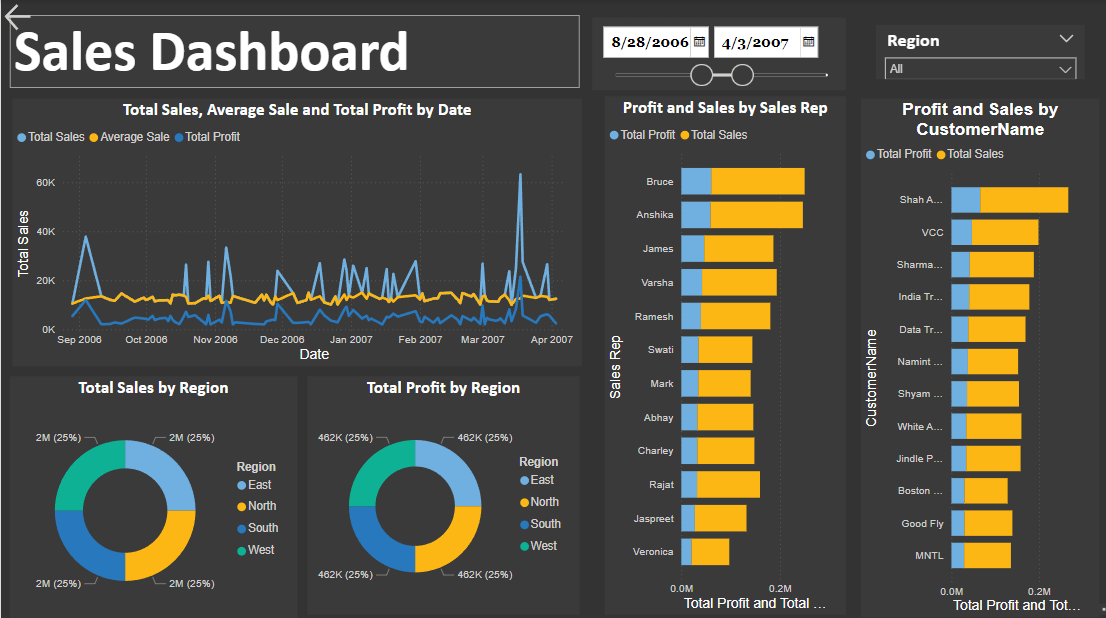 Sales Dashboard
8/28/2006
4/3/2007
Region
All
Total Sales, Average Sale and Total Profit by Date
Total Sales
Average Sale
Total Profit
60K
40K
20K
0K
Total Sales
Sep 2006
Oct 2006
Nov 2006
Dec 2006
Jan 2007
Feb 2007
Mar 2007
Apr 2007
Date
Total Sales by Region
2M (25%)
2M (25%)
2M (25%)
2M (25%)
Region
East
North
South
West
Total Profit by Region
462K (25%)
462K (25%)
462K (25%)
462K (25%)
Region
East
North
South
West
Profit and Sales by Sales Rep
Total Profit
Total Sales
Sales Rep
Bruce
Anshika
James
Varsha
Ramesh
Swati
Mark
Abhay
Charley
Rajat
Jaspreet
Veronica
0.0M
0.2M
Total Profit and Total ...
Profit and Sales by
CustomerName
Total Profit
Total Sales
CustomerName
Shah A...
VCC
Sharma...
India Tr...
Data Tr...
Namint ...
Shyam ...
White A...
Jindle P...
Boston ...
Good Fly
MNTL
0.0M
0.2M
Total Profit and Tot...